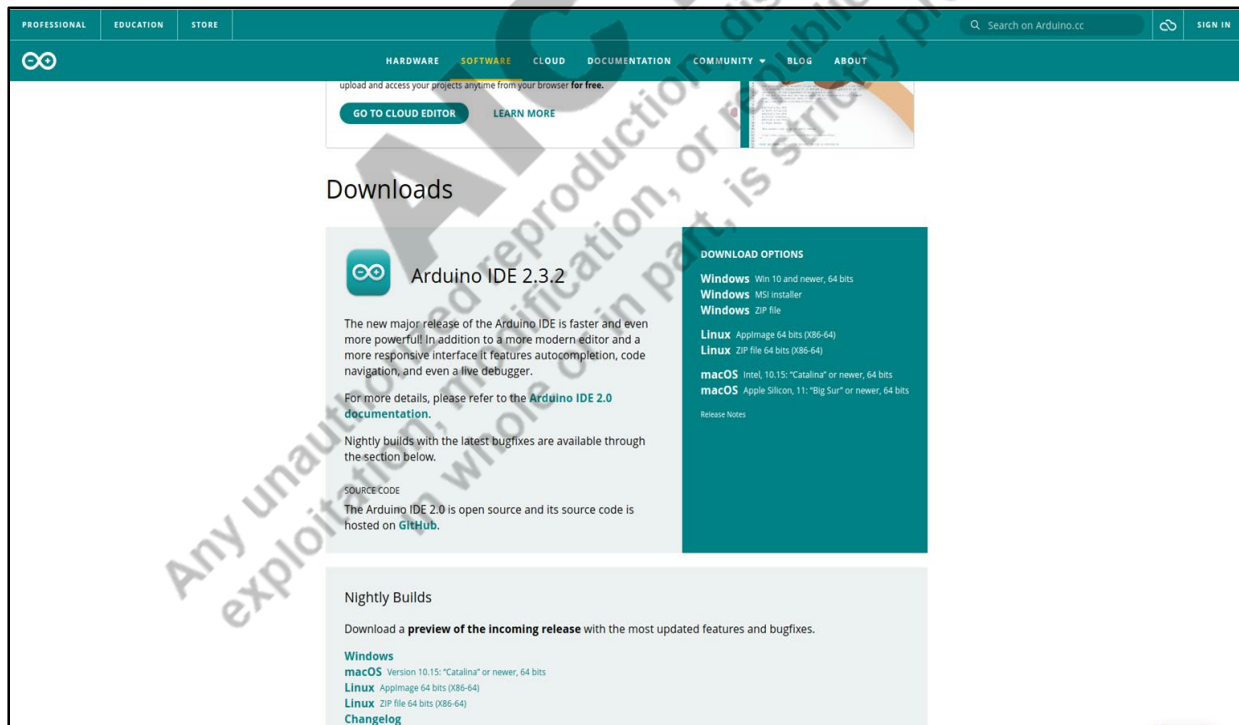 PROFESSIONAL EDUCATION STORE Search on Arduino.cc SIGN IN
HARDWARE SOFTWARE CLOUD DOCUMENTATION COMMUNITY BLOG ABOUT
upload and access your projects anytime from your browser for free.
GO TO CLOUD EDITOR LEARN MORE
Downloads
Arduino IDE 2.3.2
The new major release of the Arduino IDE is faster and even
more powerful! In addition to a more modern editor and a
more responsive interface it features autocompletion, code
navigation, and even a live debugger.
For more details, please refer to the Arduino IDE 2.0
documentation.
Nightly builds with the latest bugfixes are available through
the section below.
SOURCE CODE
The Arduino IDE 2.0 is open source and its source code is
hosted on GitHub.
DOWNLOAD OPTIONS
Windows Win 10 and newer, 64 bits
Windows MSI installer
Windows ZIP file
Linux AppImage 64 bits (X86-64)
Linux ZIP file 64 bits (X86-64)
macOS Intel, 10.15: "Catalina" or newer, 64 bits
macOS Apple Silicon, 11: "Big Sur" or newer, 64 bits
Release Notes
Nightly Builds
Download a preview of the incoming release with the most updated features and bugfixes.
Windows
macOS Version 10.15: "Catalina" or newer, 64 bits
Linux AppImage 64 bits (X86-64)
Linux ZIP file 64 bits (X86-64)
Changelog
Any unauthorized reproduction,
exploitation, modification, or
in whole or in part, is strictly